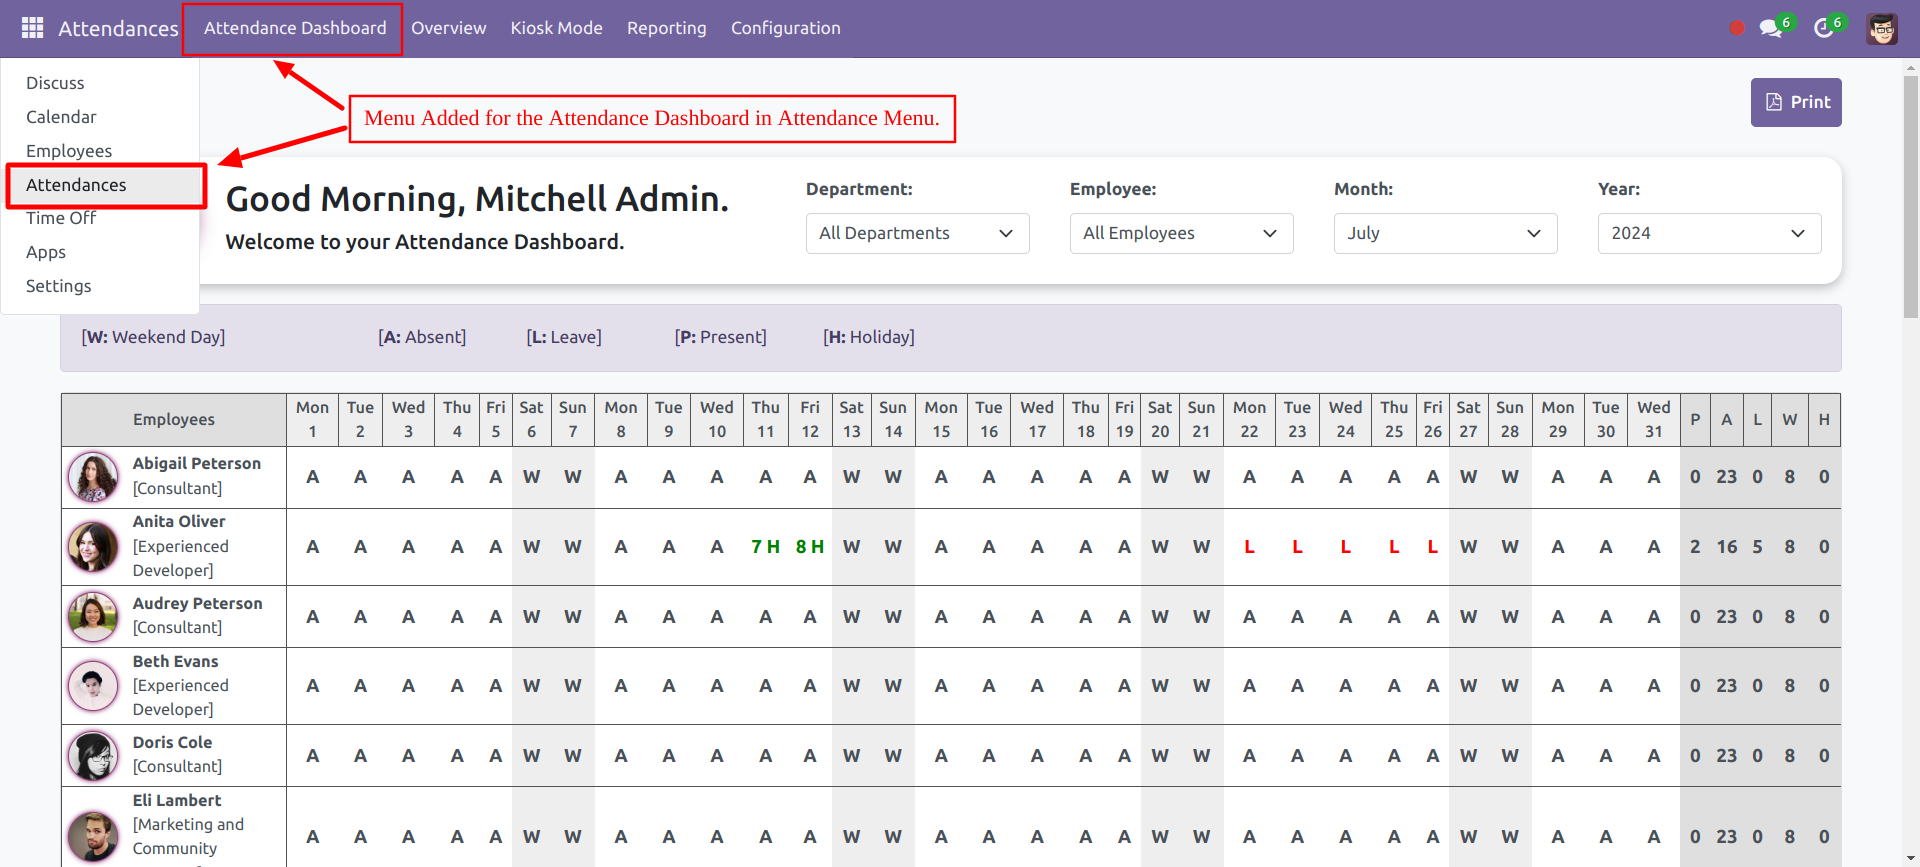 Attendances Attendance Dashboard Overview Kiosk Mode Reporting Configuration 6 6
Discuss
Calendar
Employees
Attendances
Time Off
Apps
Settings
Menu Added for the Attendance Dashboard in Attendance Menu.
Print
Good Morning, Mitchell Admin.
Welcome to your Attendance Dashboard.
Department: Employee: Month: Year:
All Departments All Employees July 2024
[W: Weekend Day] [A: Absent] [L: Leave] [P: Present] [H: Holiday]
Employees Mon Tue Wed Thu Fri Sat Sun Mon Tue Wed Thu Fri Sat Sun Mon Tue Wed Thu Fri Sat Sun Mon Tue Wed Thu Fri Sat Sun Mon Tue Wed P A L W H
1 2 3 4 5 6 7 8 9 10 11 12 13 14 15 16 17 18 19 20 21 22 23 24 25 26 27 28 29 30 31
Abigail Peterson
[Consultant]
A A A A A W W A A A A A W W A A A A A W W A A A A A W W A A A 0 23 0 8 0
Anita Oliver
[Experienced
Developer]
A A A A A W W A A A 7 H 8 H W W A A A A A W W L L L L L W W A A A 2 16 5 8 0
Audrey Peterson
[Consultant]
A A A A A W W A A A A A W W A A A A A W W A A A A A W W A A A 0 23 0 8 0
Beth Evans
[Experienced
Developer]
A A A A A W W A A A A A W W A A A A A W W A A A A A W W A A A 0 23 0 8 0
Doris Cole
[Consultant]
A A A A A W W A A A A A W W A A A A A W W A A A A A W W A A A 0 23 0 8 0
Eli Lambert
[Marketing and
Community
A A A A A W W A A A A A W W A A A A A W W A A A A A W W A A A 0 23 0 8 0